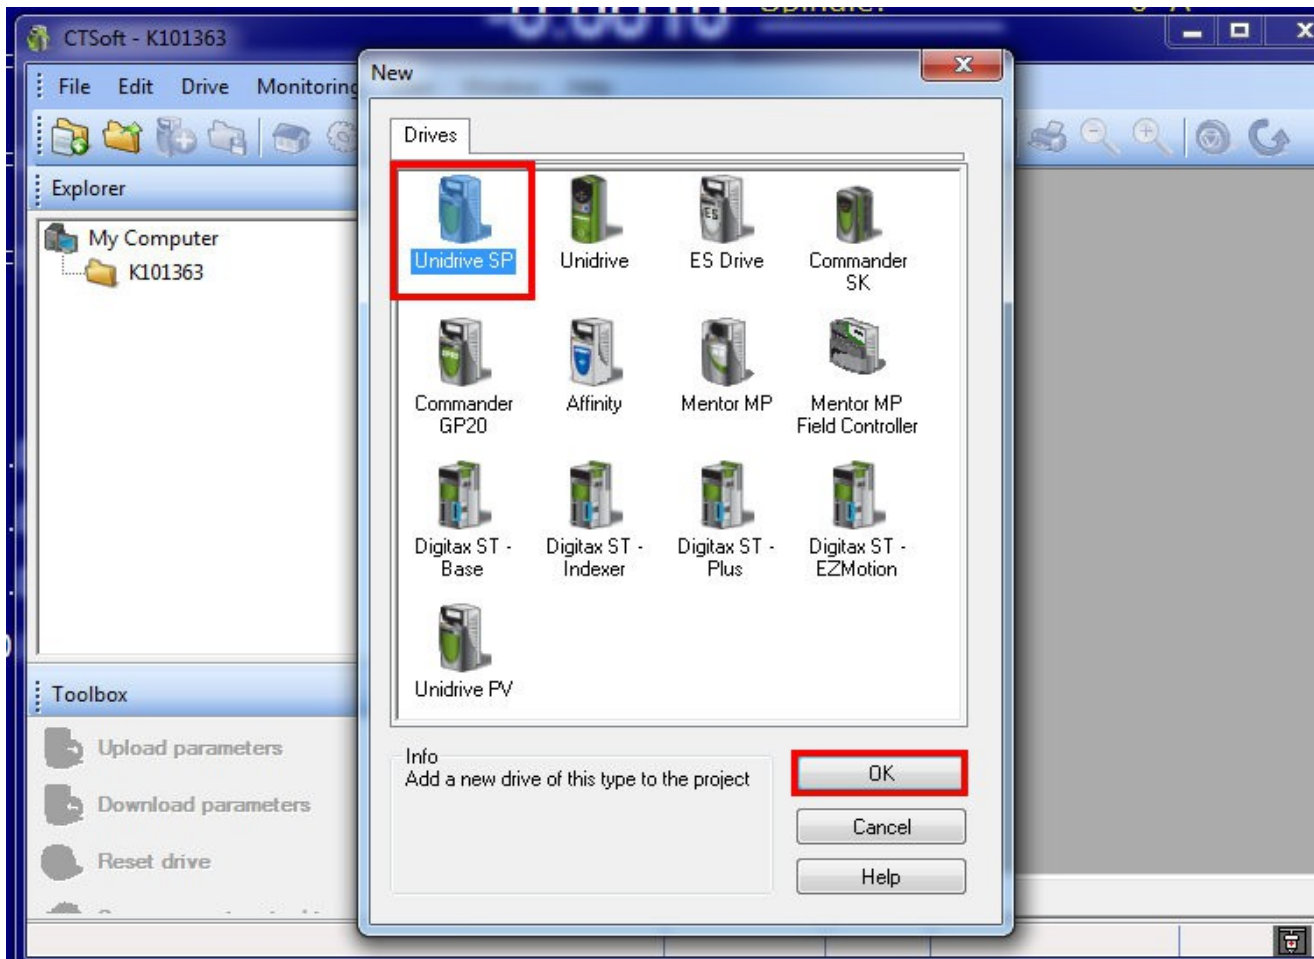 Spindle:
CTSoft - K101363
New
File Edit Drive Monitoring
Drives
Explorer
My Computer
K101363
Unidrive SP
Unidrive
ES Drive
Commander
SK
Commander
GP20
Affinity
Mentor MP
Mentor MP
Field Controller
Digitax ST -
Base
Digitax ST -
Indexer
Digitax ST -
Plus
Digitax ST -
EZMotion
Unidrive PV
Toolbox
Upload parameters
Download parameters
Reset drive
Info
Add a new drive of this type to the project
OK
Cancel
Help